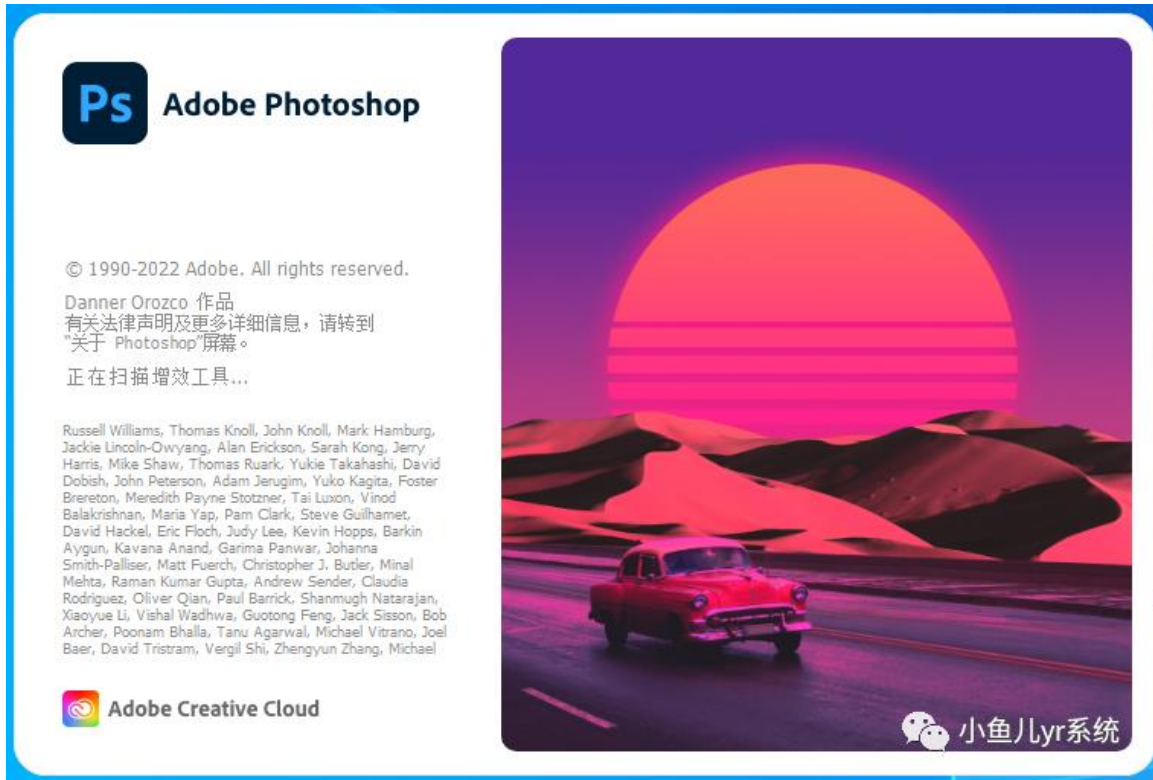 Ps
Adobe Photoshop
© 1990-2022 Adobe. All rights reserved.
Danner Orozco 作品
有关法律声明及更多详细信息，请转到
“关于 Photoshop”屏幕。
正在扫描增效工具...
Russell Williams, Thomas Knoll, John Knoll, Mark Hamburg,
Jackie Lincoln-Owyang, Alan Erickson, Sarah Kong, Jerry
Harris, Mike Shaw, Thomas Ruark, Yukie Takahashi, David
Dobish, John Peterson, Adam Jerugim, Yuko Kagita, Foster
Brereton, Meredith Payne Stotzner, Tai Luxon, Vinod
Balakrishnan, Maria Yap, Pam Clark, Steve Guilhamet,
David Hackel, Eric Floch, Judy Lee, Kevin Hopps, Barkin
Aygun, Kavana Anand, Garima Panwar, Johanna
Smith-Palliser, Matt Fuerch, Christopher J. Butler, Minal
Mehta, Raman Kumar Gupta, Andrew Sender, Claudia
Rodriguez, Oliver Qian, Paul Barrick, Shanmugh Natarajan,
Xiaoyue Li, Vishal Wadhwa, Guotong Feng, Jack Sisson, Bob
Archer, Poonam Bhalla, Tanu Agarwal, Michael Vitrano, Joel
Baer, David Tristram, Vergil Shi, Zhengyun Zhang, Michael
Adobe Creative Cloud
小鱼儿yr系统